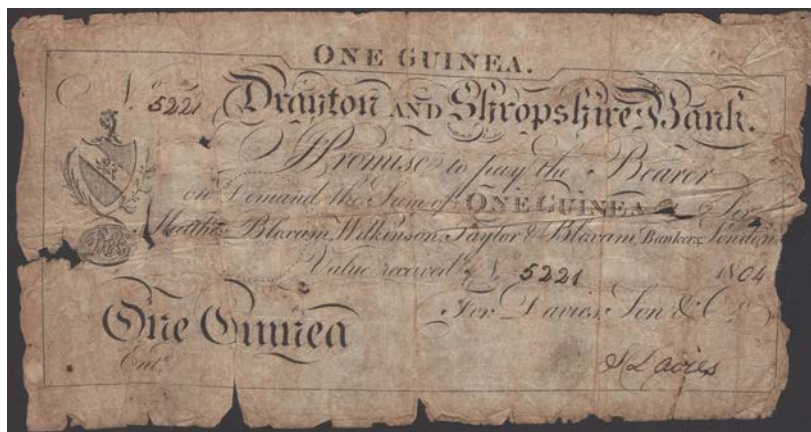 ONE GUINEA.
No. 5221 Drayton AND Shropshire Bank.
I Promise to pay the Bearer
on Demand the Sum of ONE GUINEA
Bloxam, Wilkinson, Taylor & Bloxam, Bankers, London
Value received No. 5221 1804
For Davies, Son & Co.
One Guinea
Entd.
S Davies